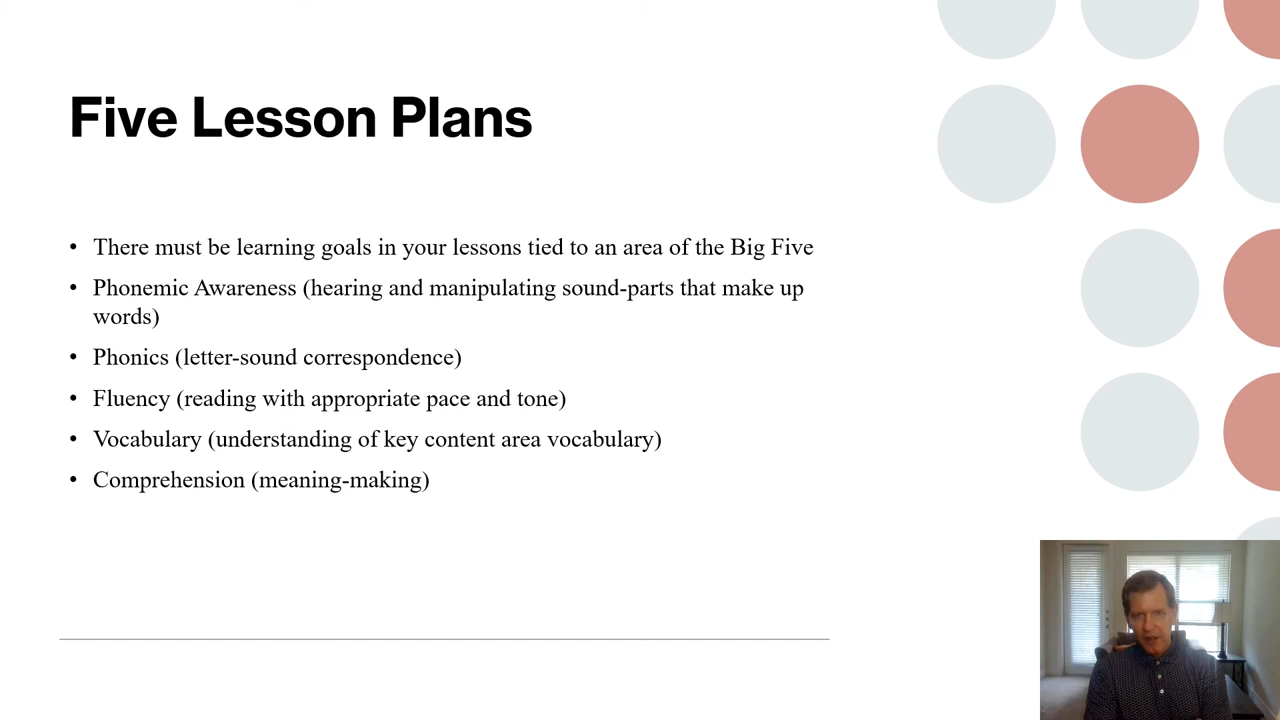 Five Lesson Plans
• There must be learning goals in your lessons tied to an area of the Big Five
• Phonemic Awareness (hearing and manipulating sound-parts that make up
words)
• Phonics (letter-sound correspondence)
• Fluency (reading with appropriate pace and tone)
• Vocabulary (understanding of key content area vocabulary)
• Comprehension (meaning-making)